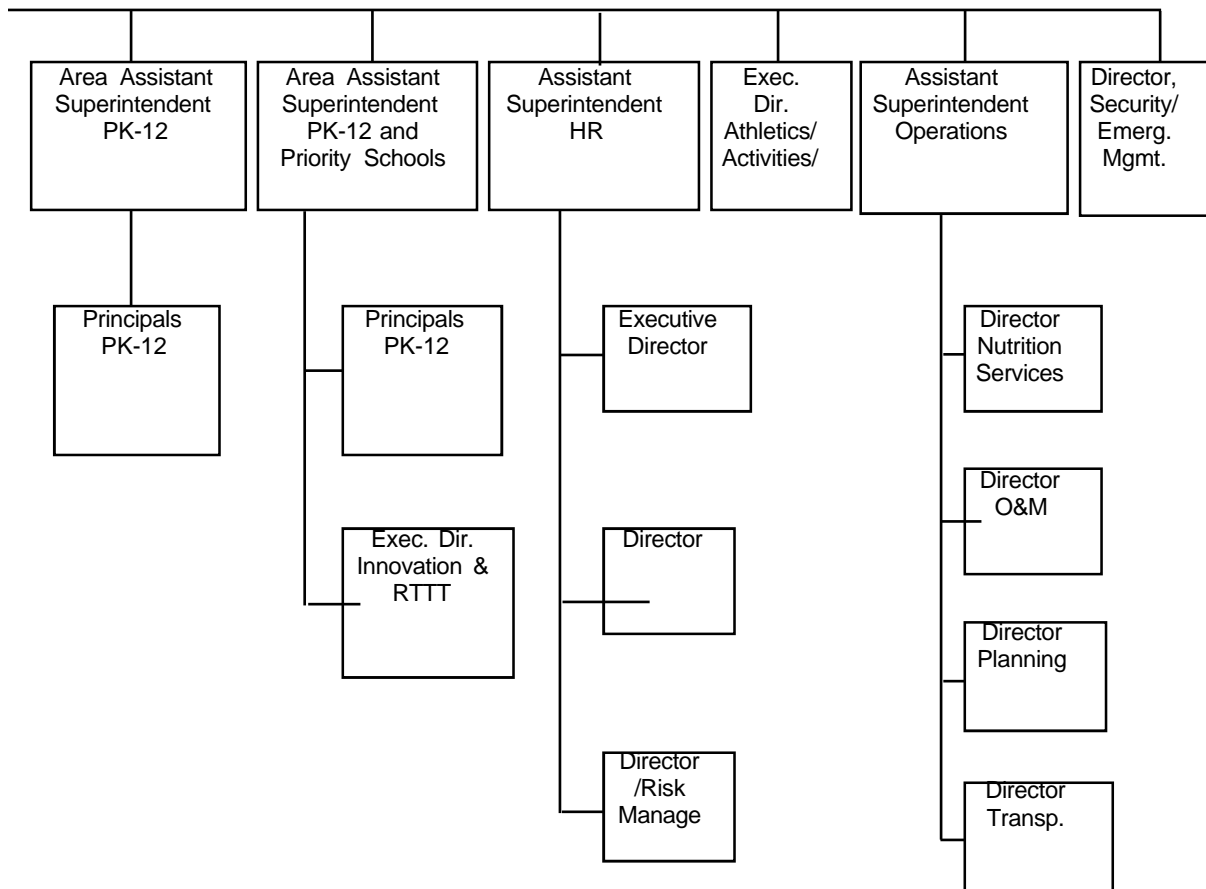 Area Assistant
Superintendent
PK-12
Area Assistant
Superintendent
PK-12 and
Priority Schools
Assistant
Superintendent
HR
Exec.
Dir.
Athletics/
Activities/
Assistant
Superintendent
Operations
Director,
Security/
Emerg.
Mgmt.
Principals
PK-12
Principals
PK-12
Executive
Director
Director
Nutrition
Services
Exec. Dir.
Innovation &
RTTT
Director
Director
O&M
Director
Planning
Director
/Risk
Manage
Director
Transp.